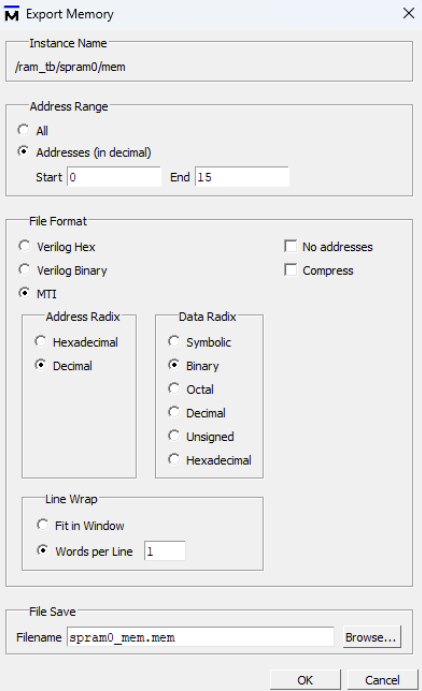 Export Memory
Instance Name
/ram_tb/spram0/mem
Address Range
All
Addresses (in decimal)
Start 0 End 15
File Format
Verilog Hex No addresses
Verilog Binary Compress
MTI
Address Radix Data Radix
Hexadecimal Symbolic
Decimal Binary
Octal
Decimal
Unsigned
Hexadecimal
Line Wrap
Fit in Window
Words per Line 1
File Save
Filename spram0_mem.mem Browse...
OK Cancel